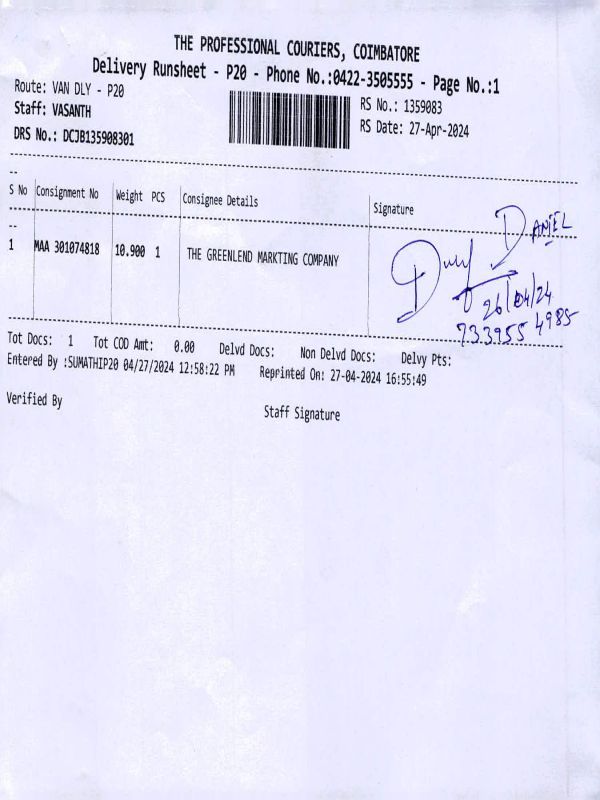 THE PROFESSIONAL COURIERS, COIMBATORE
Delivery Runsheet - P20 - Phone No.:0422-3505555 - Page No.:1
Route: VAN DLY - P20
Staff: VASANTH
DRS No.: DCJB135908301
RS No.: 1359083
RS Date: 27-Apr-2024
--
S No Consignment No Weight PCS Consignee Details Signature
--
1 MAA 301074818 10.900 1 THE GREENLEND MARKTING COMPANY
DANIEL
26/04/24
733955 4985
Tot Docs: 1 Tot COD Amt: 0.00 Delvd Docs: Non Delvd Docs: Delvy Pts:
Entered By :SUMATHIP20 04/27/2024 12:58:22 PM Reprinted On: 27-04-2024 16:55:49
Verified By
Staff Signature